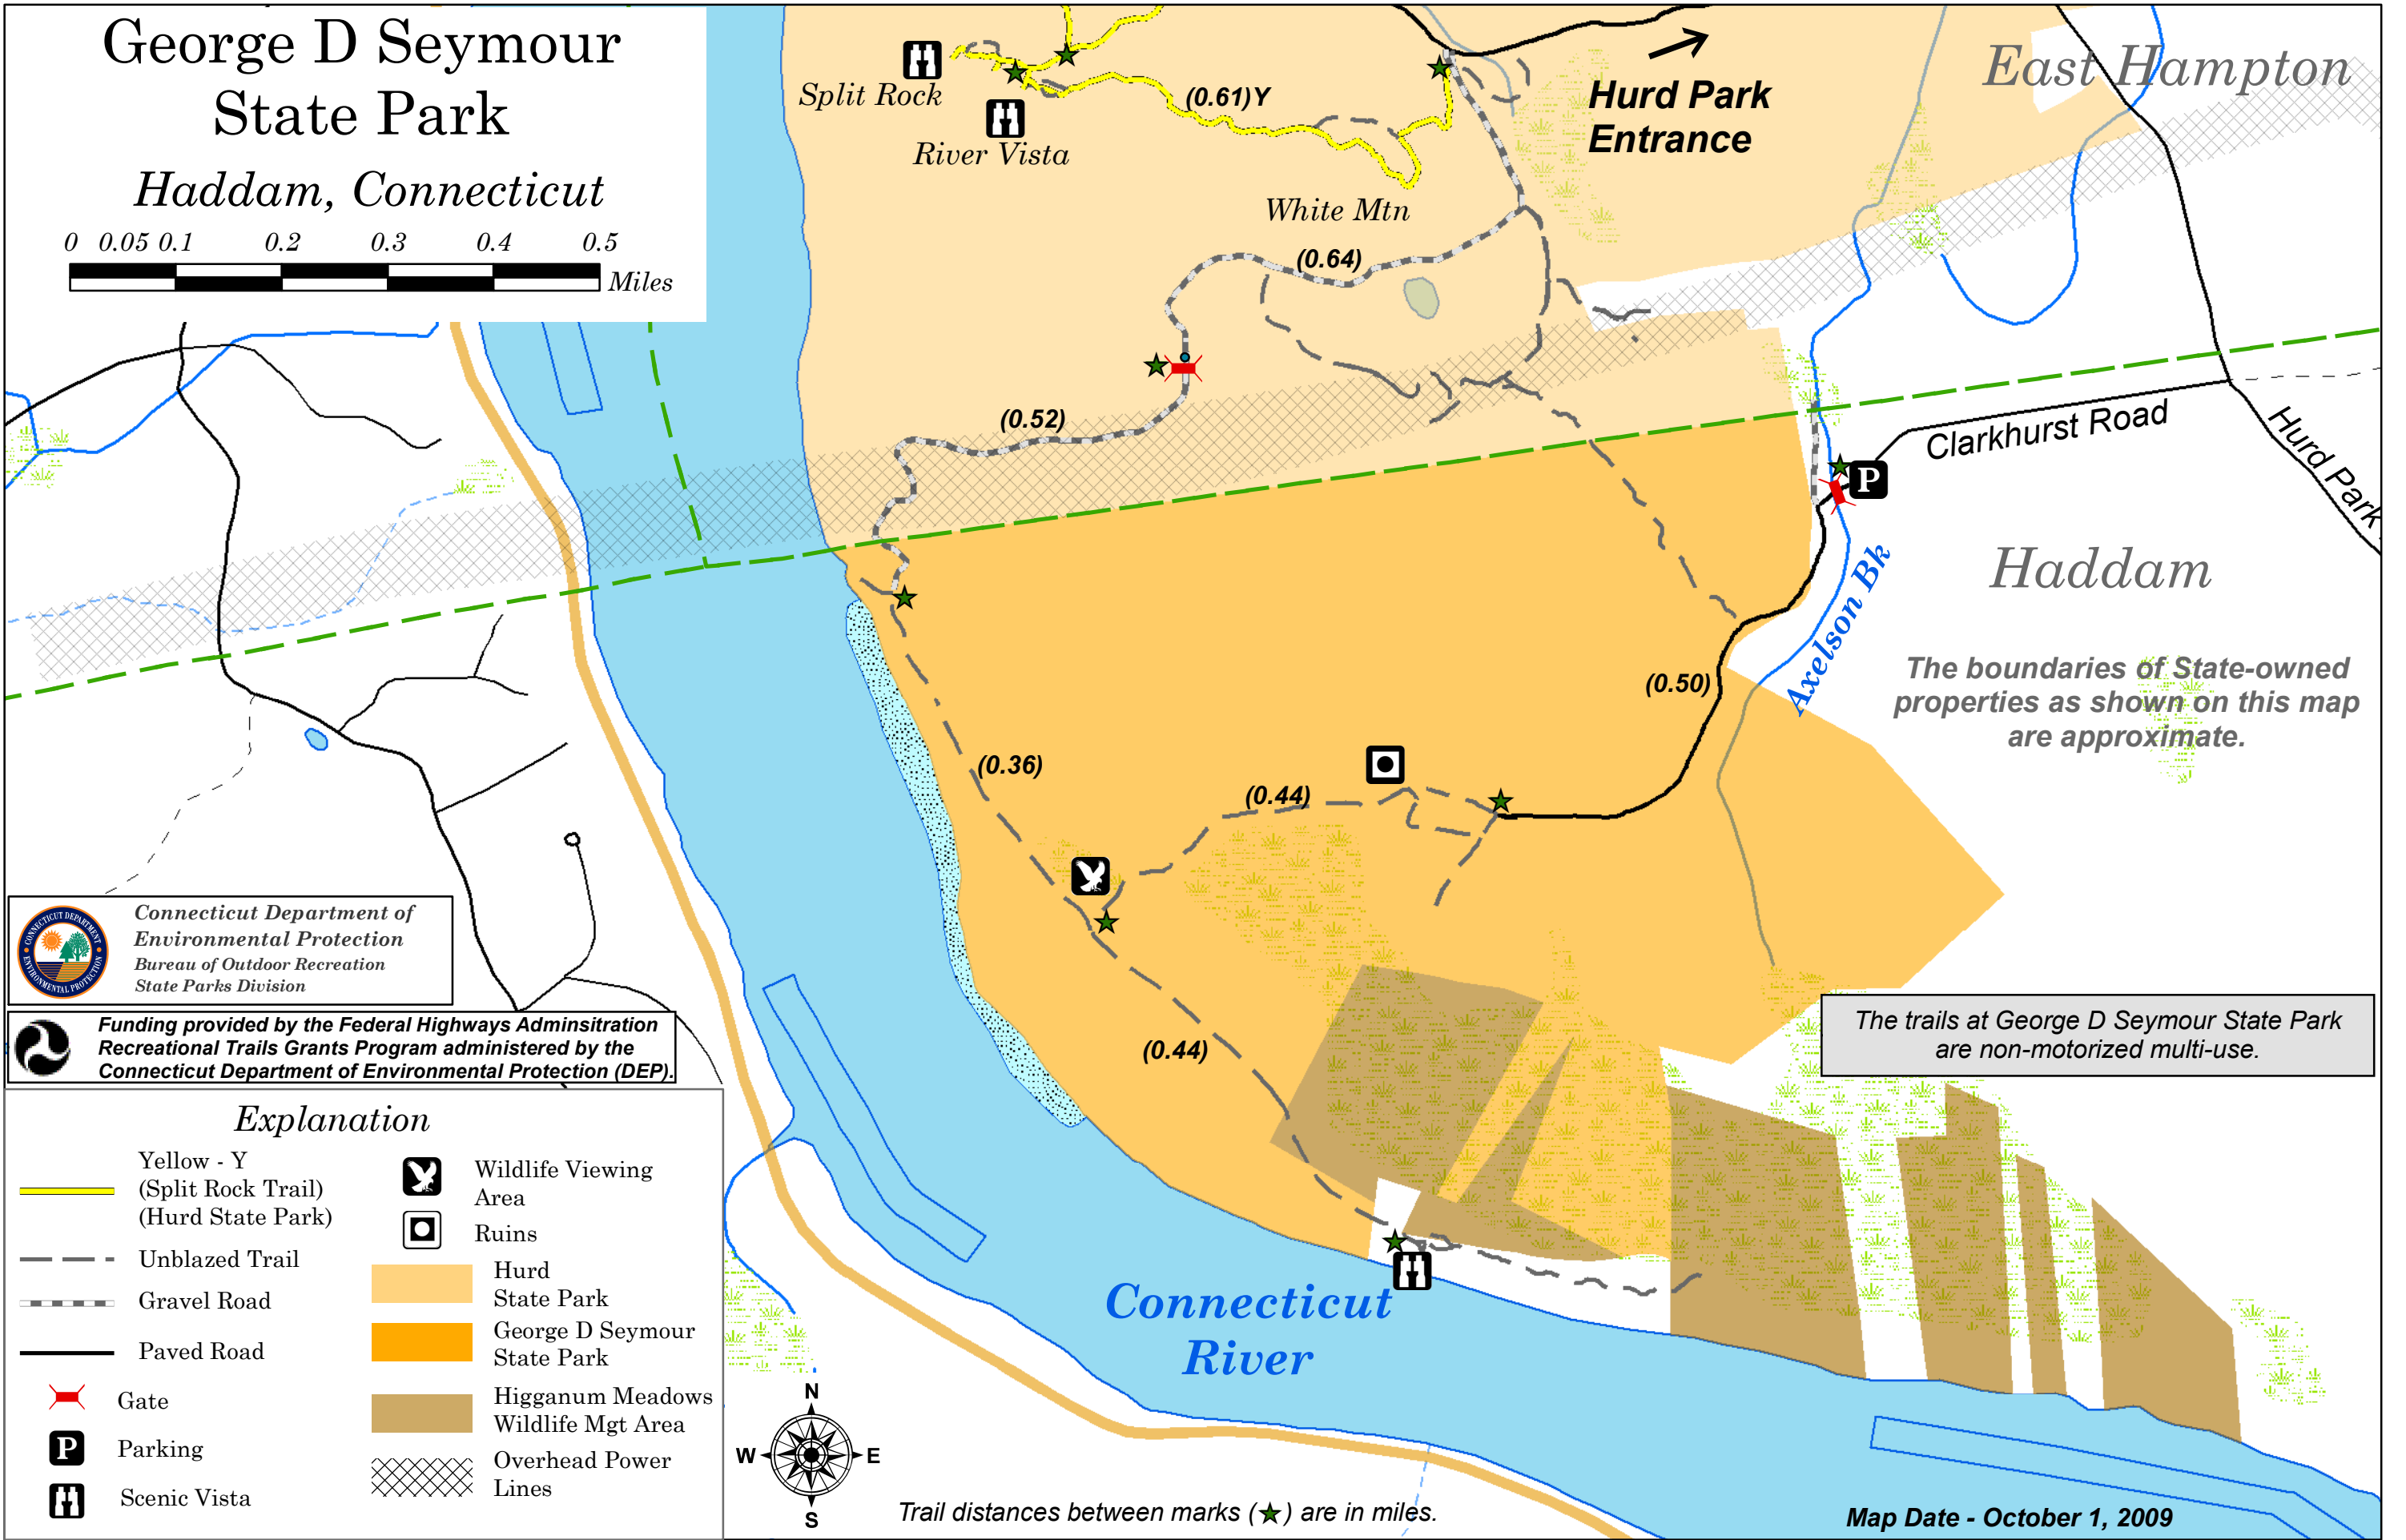 George D Seymour
State Park
Haddam, Connecticut
0 0.05 0.1 0.2 0.3 0.4 0.5
Miles
Split Rock
River Vista
(0.61)Y
White Mtn
(0.64)
Hurd Park
Entrance
East Hampton
(0.52)
Clarkhurst Road
Hurd Park
P
Haddam
Axelson Bk
The boundaries of State-owned
properties as shown on this map
are approximate.
(0.50)
(0.36)
(0.44)
(0.44)
Connecticut
River
The trails at George D Seymour State Park
are non-motorized multi-use.
CONNECTICUT DEPARTMENT OF
ENVIRONMENTAL PROTECTION
Connecticut Department of
Environmental Protection
Bureau of Outdoor Recreation
State Parks Division
Funding provided by the Federal Highways Adminsitration
Recreational Trails Grants Program administered by the
Connecticut Department of Environmental Protection (DEP).
Explanation
Yellow - Y
(Split Rock Trail)
(Hurd State Park)
Unblazed Trail
Gravel Road
Paved Road
Gate
P Parking
Scenic Vista
Wildlife Viewing
Area
Ruins
Hurd
State Park
George D Seymour
State Park
Higganum Meadows
Wildlife Mgt Area
Overhead Power
Lines
N
W E
S
Trail distances between marks (★) are in miles.
Map Date - October 1, 2009